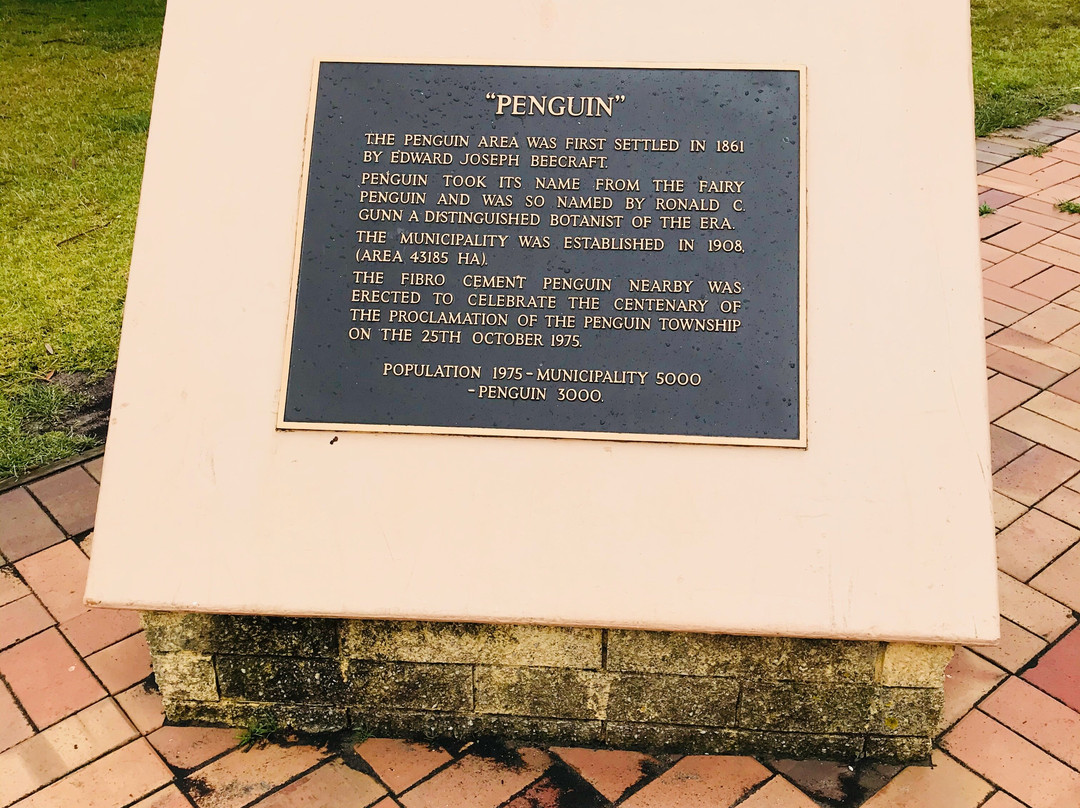 “PENGUIN”
THE PENGUIN AREA WAS FIRST SETTLED IN 1861
BY EDWARD JOSEPH BEECRAFT.
PENGUIN TOOK ITS NAME FROM THE FAIRY
PENGUIN AND WAS SO NAMED BY RONALD C.
GUNN A DISTINGUISHED BOTANIST OF THE ERA.
THE MUNICIPALITY WAS ESTABLISHED IN 1908.
(AREA 43185 HA).
THE FIBRO CEMENT PENGUIN NEARBY WAS
ERECTED TO CELEBRATE THE CENTENARY OF
THE PROCLAMATION OF THE PENGUIN TOWNSHIP
ON THE 25TH OCTOBER 1975.
POPULATION 1975 - MUNICIPALITY 5000
- PENGUIN 3000.